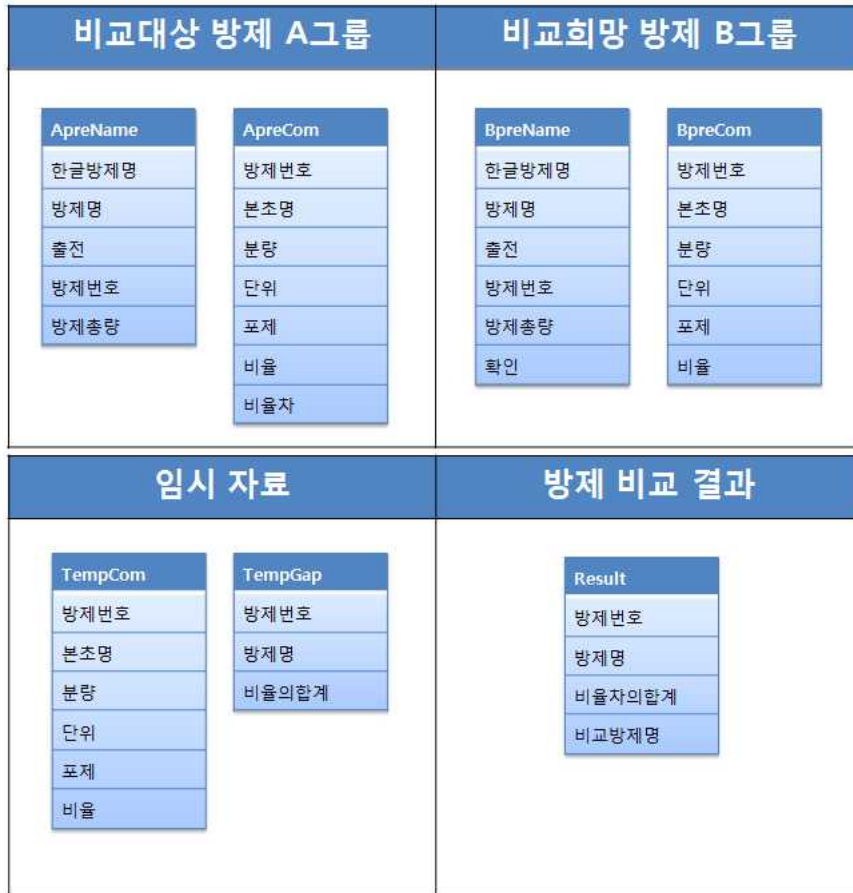 비교대상 방제 A그룹
ApreName
한글방제명
방제명
출전
방제번호
방제총량
ApreCom
방제번호
본초명
분량
단위
포제
비율
비율차
비교희망 방제 B그룹
BpreName
한글방제명
방제명
출전
방제번호
방제총량
확인
BpreCom
방제번호
본초명
분량
단위
포제
비율
임시 자료
TempCom
방제번호
본초명
분량
단위
포제
비율
TempGap
방제번호
방제명
비율의합계
방제 비교 결과
Result
방제번호
방제명
비율차의합계
비교방제명